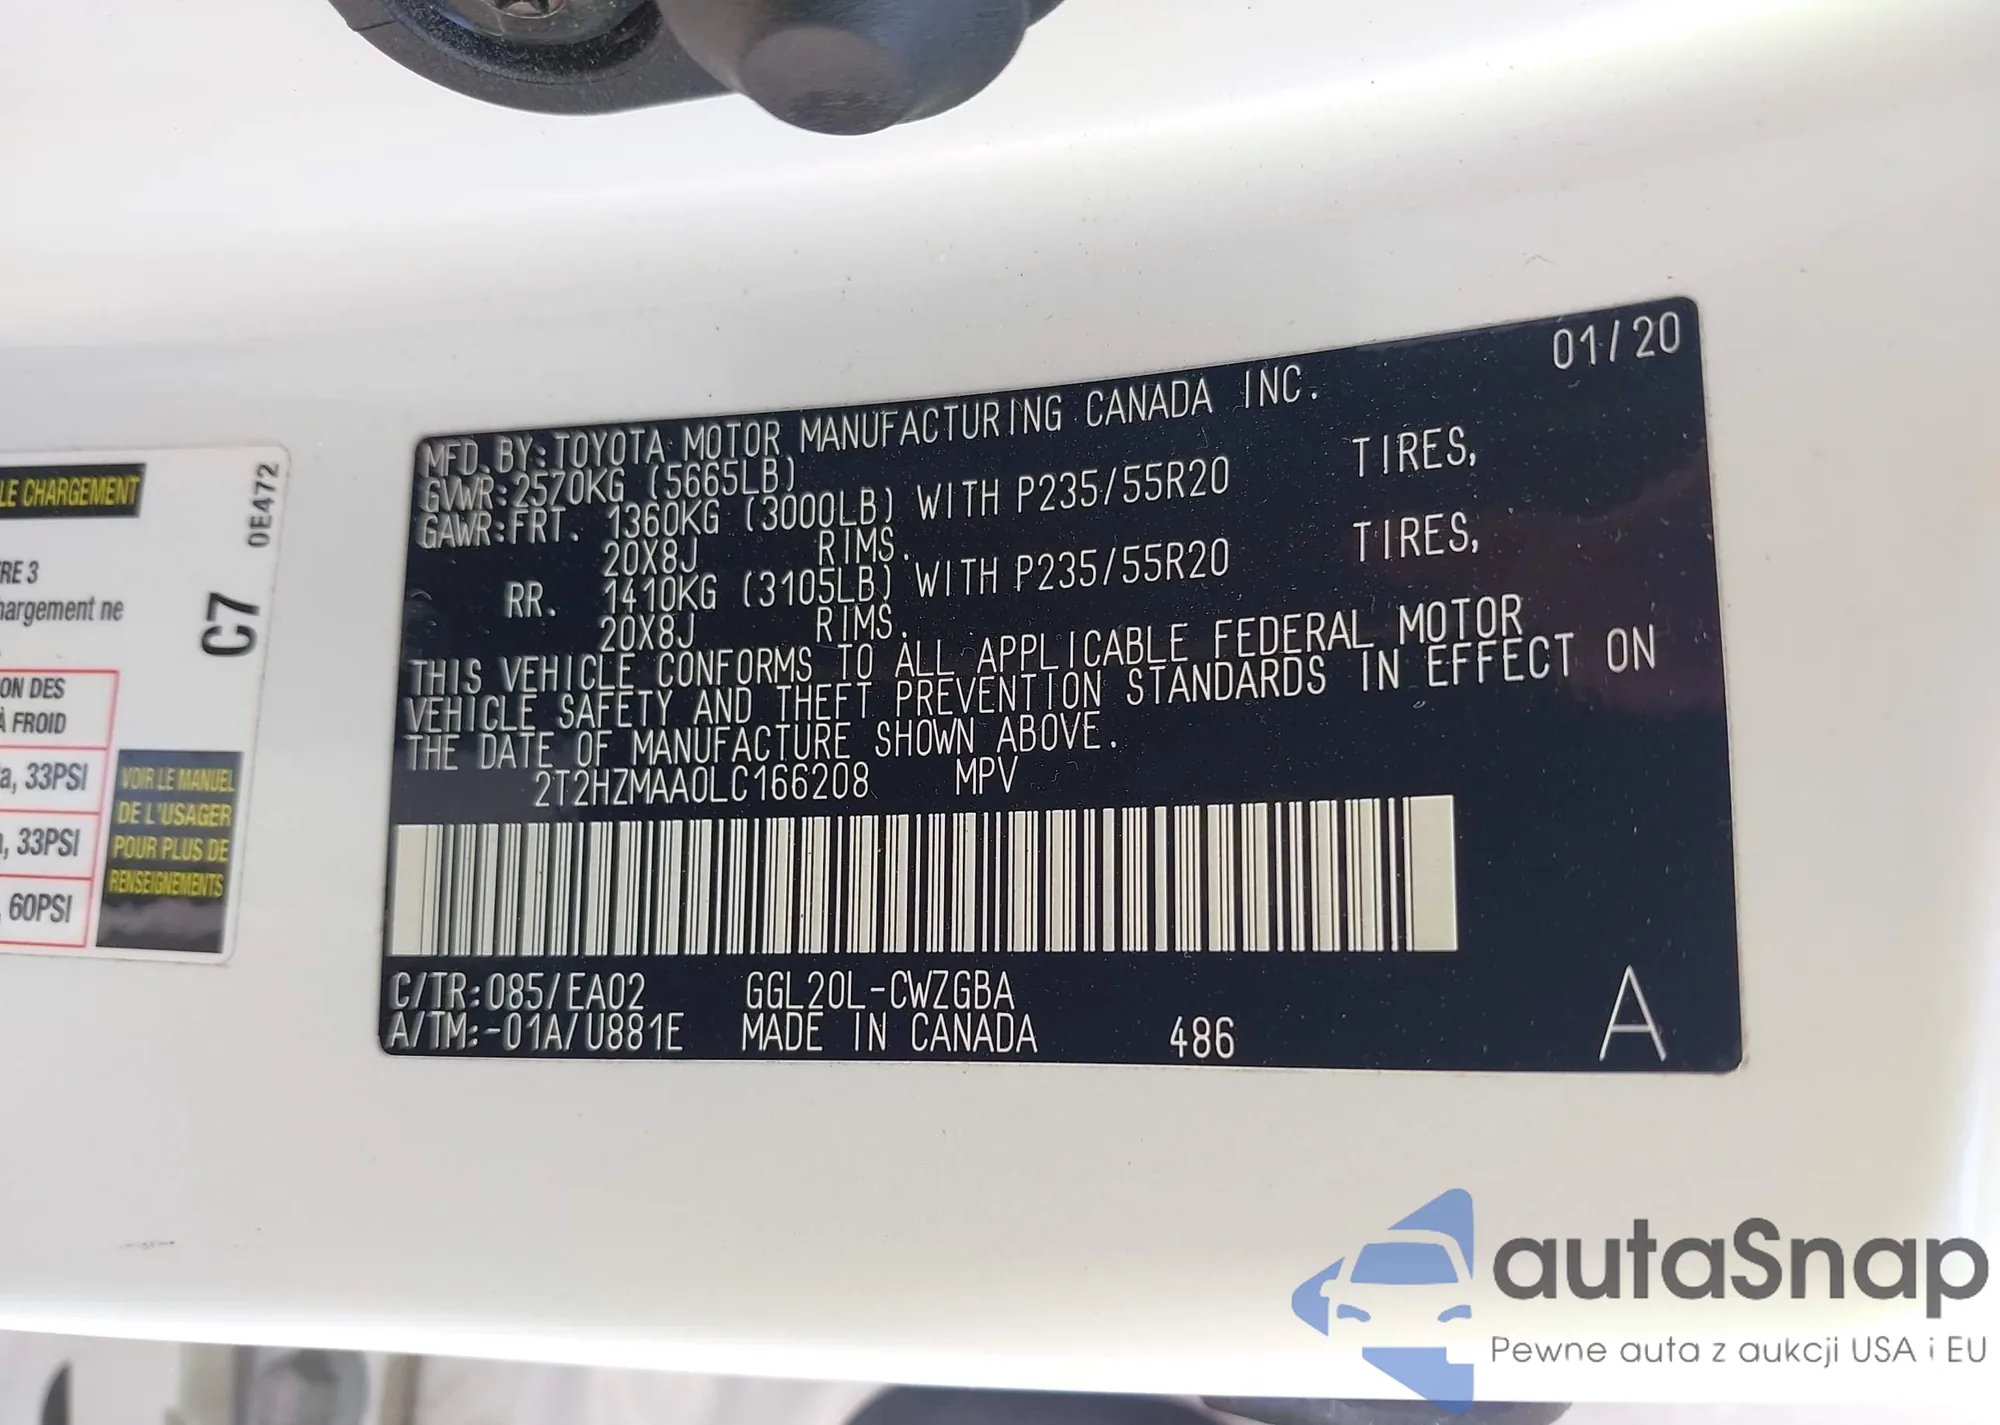 LE CHARGEMENT
0E472
RE 3
hargement ne
C7
ON DES
À FROID
a, 33PSI
, 33PSI
, 60PSI
VOIR LE MANUEL
DE L'USAGER
POUR PLUS DE
RENSEIGNEMENTS
01/20
MFD. BY: TOYOTA MOTOR MANUFACTURING CANADA INC.
GVWR: 2570KG (5665LB)
GAWR: FRT. 1360KG (3000LB) WITH P235/55R20 TIRES,
20X8J RIMS.
RR. 1410KG (3105LB) WITH P235/55R20 TIRES,
20X8J RIMS.
THIS VEHICLE CONFORMS TO ALL APPLICABLE FEDERAL MOTOR
VEHICLE SAFETY AND THEFT PREVENTION STANDARDS IN EFFECT ON
THE DATE OF MANUFACTURE SHOWN ABOVE.
2T2HZMAA0LC166208 MPV
C/TR: 085/EA02 GGL20L-CWZGBA
A/TM: -01A/U881E MADE IN CANADA 486 A
autaSnap
Pewne auta z aukcji USA i EU